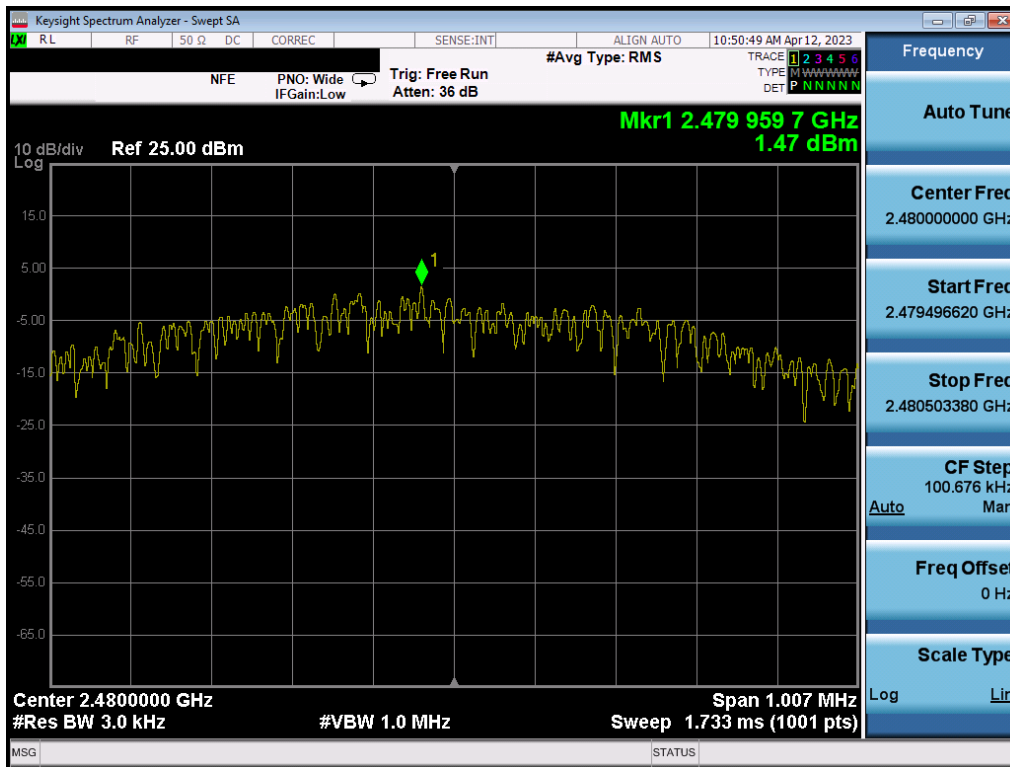 Keysight Spectrum Analyzer - Swept SA
LXI RL RF 50 Ω DC CORREC SENSE:INT ALIGN AUTO 10:50:49 AM Apr 12, 2023
NFE PNO: Wide Trig: Free Run #Avg Type: RMS TRACE 1 2 3 4 5 6
IFGain:Low Atten: 36 dB TYPE M W W W W W
DET P N N N N N
Mkr1 2.479 959 7 GHz
1.47 dBm
10 dB/div Ref 25.00 dBm
Log
15.0
5.00
1
-5.00
-15.0
-25.0
-35.0
-45.0
-55.0
-65.0
Center 2.4800000 GHz Span 1.007 MHz
#Res BW 3.0 kHz #VBW 1.0 MHz Sweep 1.733 ms (1001 pts)
MSG STATUS
Frequency
Auto Tune
Center Freq
2.480000000 GHz
Start Freq
2.479496620 GHz
Stop Freq
2.480503380 GHz
CF Step
100.676 kHz
Auto Man
Freq Offset
0 Hz
Scale Type
Log Lin